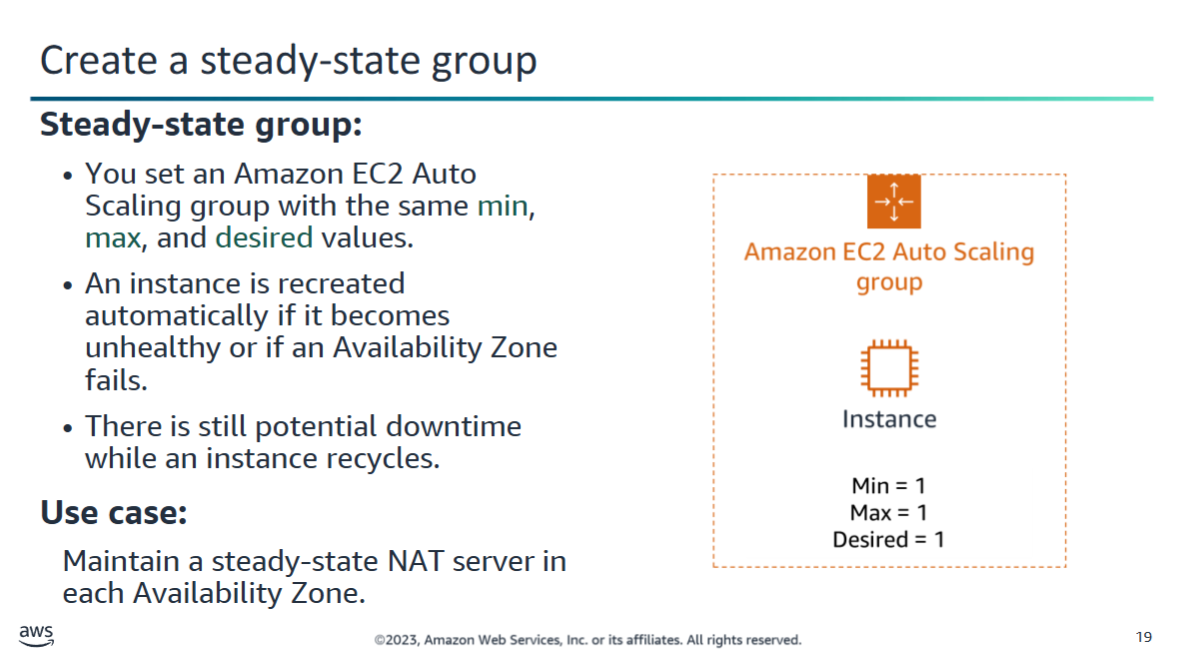 Create a steady-state group
Steady-state group:
• You set an Amazon EC2 Auto
Scaling group with the same min,
max, and desired values.
• An instance is recreated
automatically if it becomes
unhealthy or if an Availability Zone
fails.
• There is still potential downtime
while an instance recycles.
Use case:
Maintain a steady-state NAT server in
each Availability Zone.
Amazon EC2 Auto Scaling
group
Instance
Min = 1
Max = 1
Desired = 1
aws
©2023, Amazon Web Services, Inc. or its affiliates. All rights reserved.
19